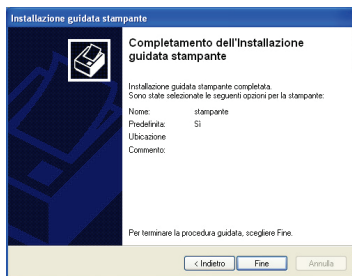 Installazione guidata stampante
Completamento dell'Installazione
guidata stampante
Installazione guidata stampante completata.
Sono state selezionate le seguenti opzioni per la stampante:
Nome: stampante
Predefinita: Sì
Ubicazione
Commento:
Per terminare la procedura guidata, scegliere Fine.
< Indietro Fine Annulla